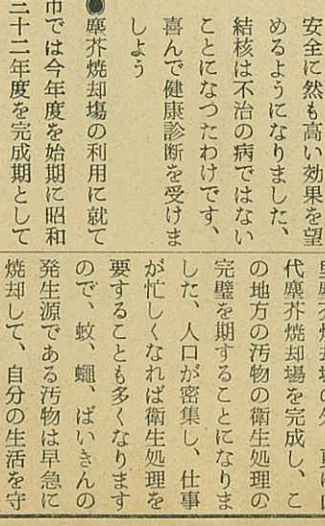 安全に然も高い効果を望
めるようになりました、
結核は不治の病ではない
ことになつたわけです、
喜んで健康診断を受けま
しよう
●塵芥焼却場の利用に就て
市では今年度を始期に昭和
三十二年度を完成期として
代塵芥焼却場を完成し、こ
の地方の汚物の衛生処理の
完璧を期することになりま
した、人口が密集し、仕事
が忙しくなれば衛生処理を
要することも多くなります
ので、蚊、蠅、ばいきんの
発生源である汚物は早急に
焼却して、自分の生活を守